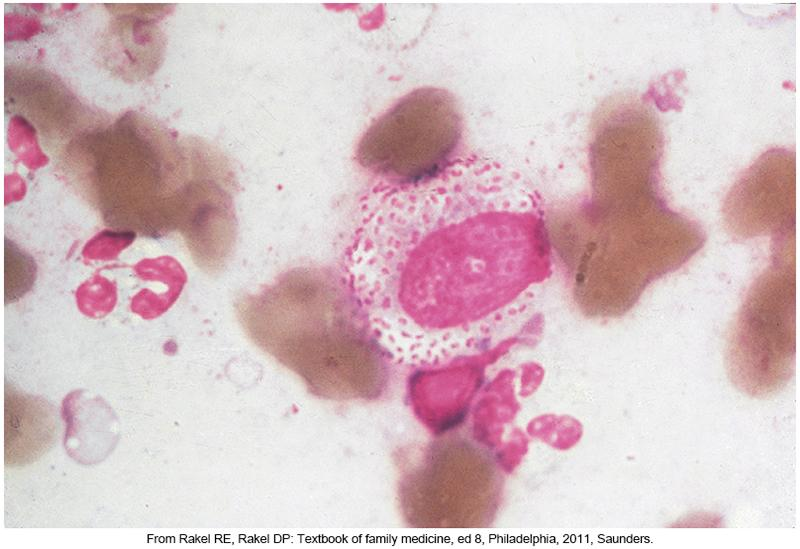 From Rakel RE, Rakel DP: Textbook of family medicine, ed 8, Philadelphia, 2011, Saunders.